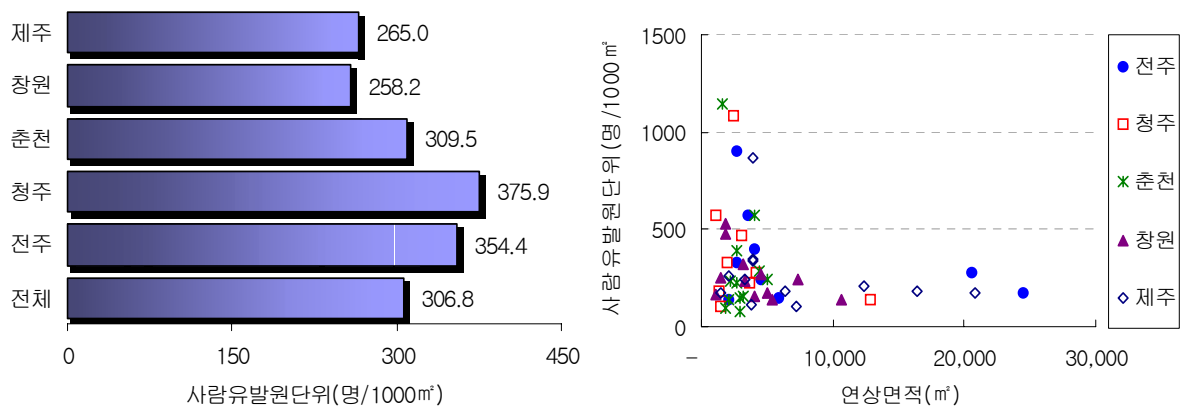 제주
265.0
창원
258.2
춘천
309.5
청주
375.9
전주
354.4
전체
306.8
0
150
300
450
사람유발원단위(명/1000㎡)
사람유발원단위(명/1000㎡)
1500
1000
500
0
–
10,000
20,000
30,000
연상면적(㎡)
전주
청주
춘천
창원
제주